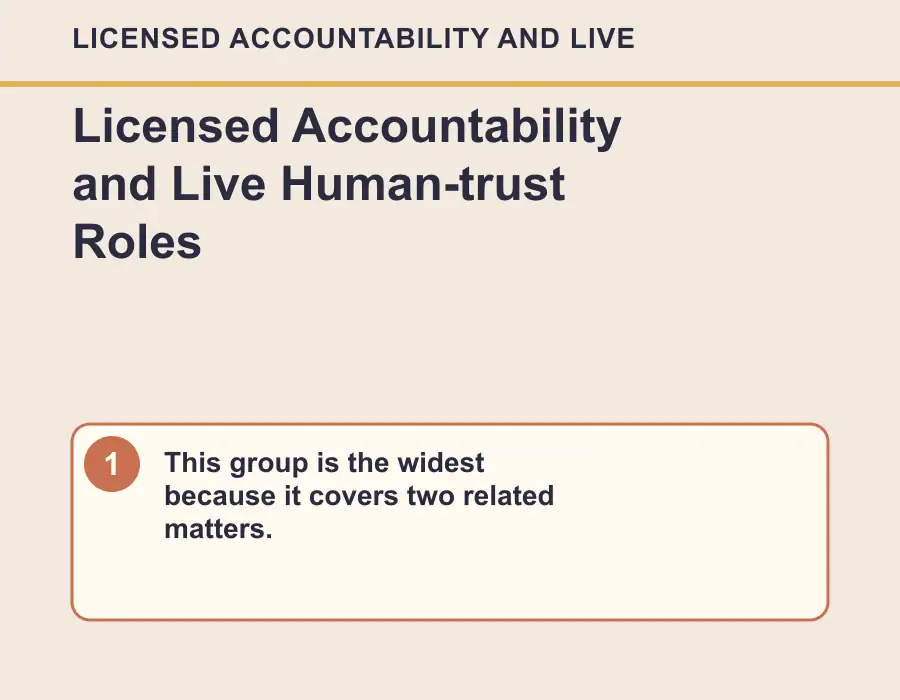 LICENSED ACCOUNTABILITY AND LIVE
Licensed Accountability
and Live Human-trust
Roles
1
This group is the widest
because it covers two related
matters.